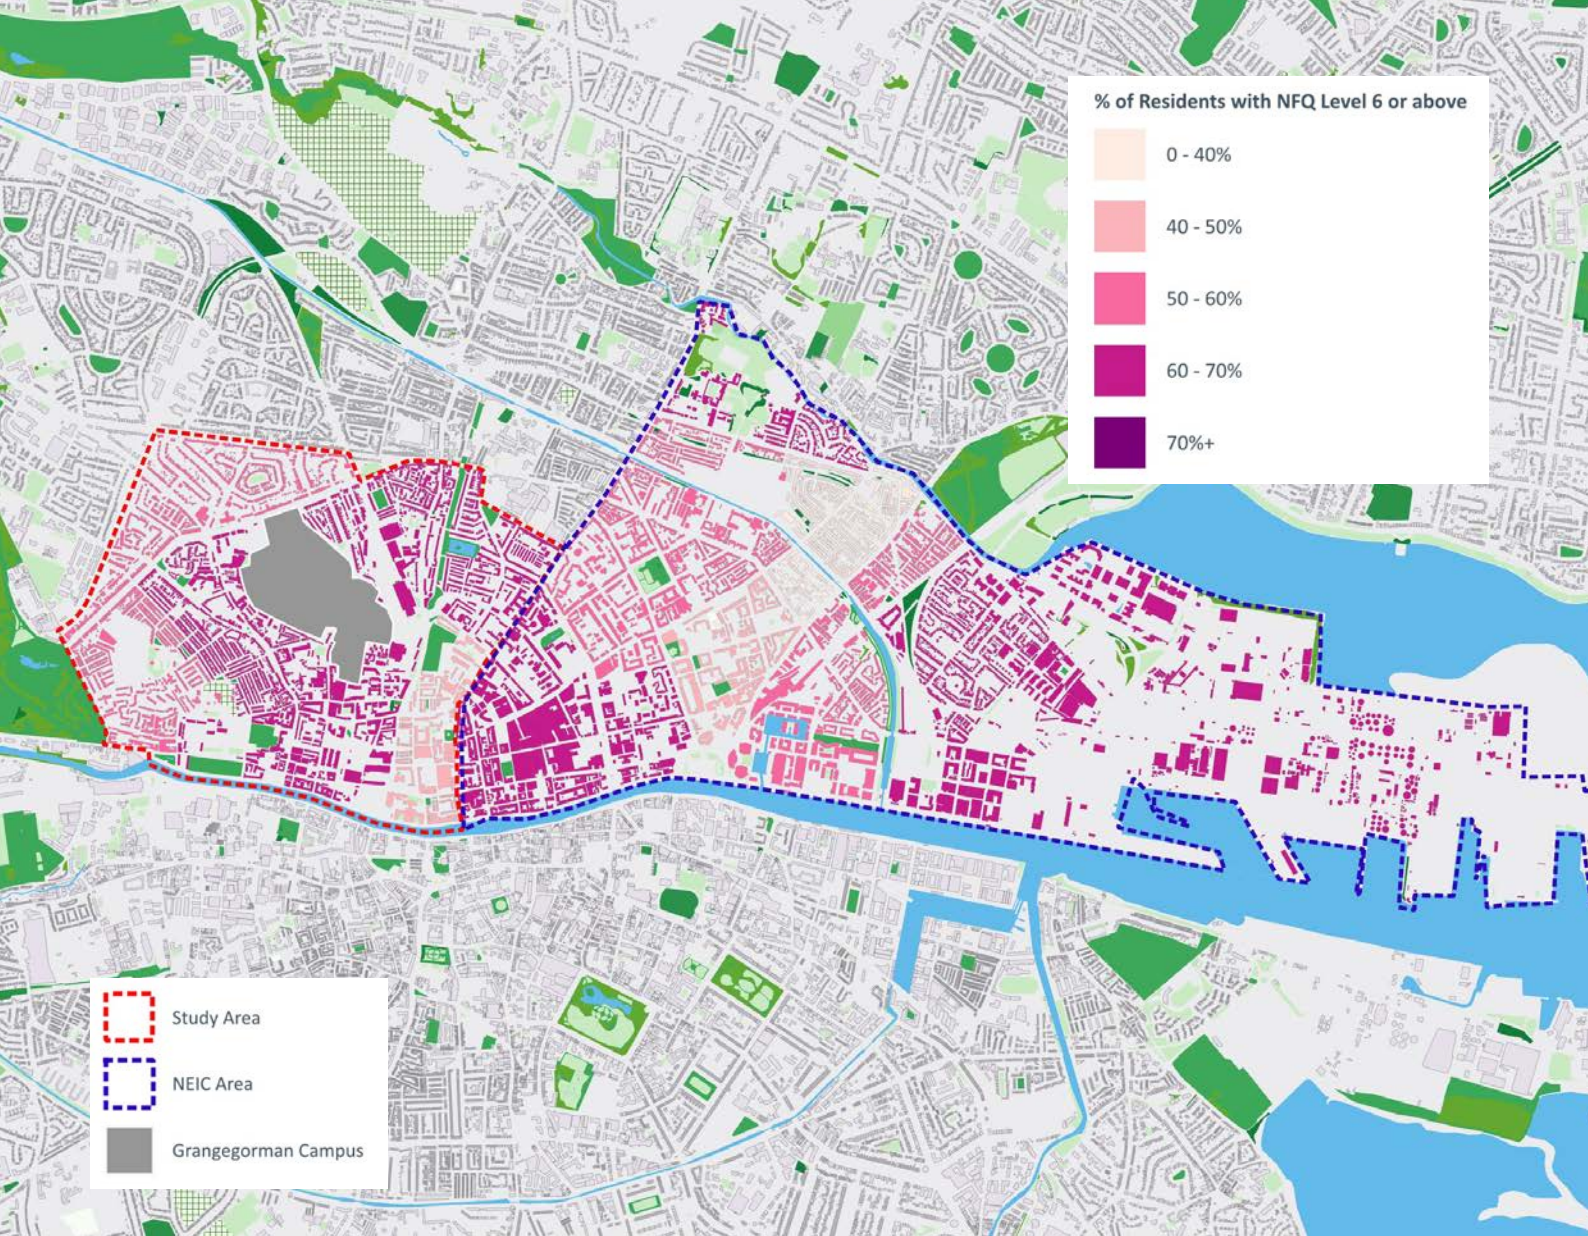 % of Residents with NFQ Level 6 or above
0 - 40%
40 - 50%
50 - 60%
60 - 70%
70%+
Study Area
NEIC Area
Grangegorman Campus